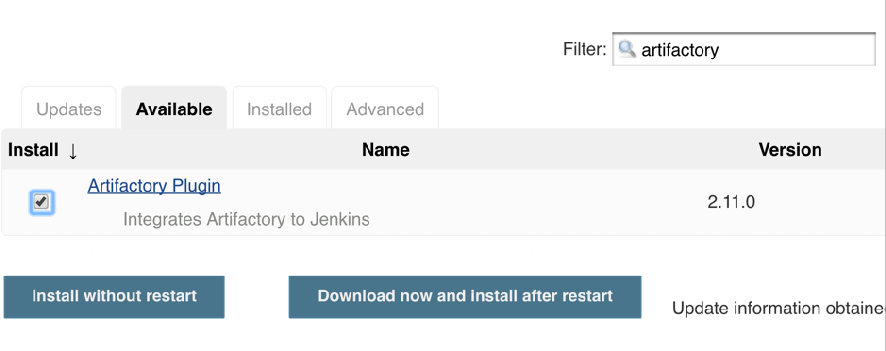 Filter: artifactory
Updates Available Installed Advanced
Install ↓ Name Version
Artifactory Plugin
2.11.0
Integrates Artifactory to Jenkins
Install without restart Download now and install after restart
Update information obtaine